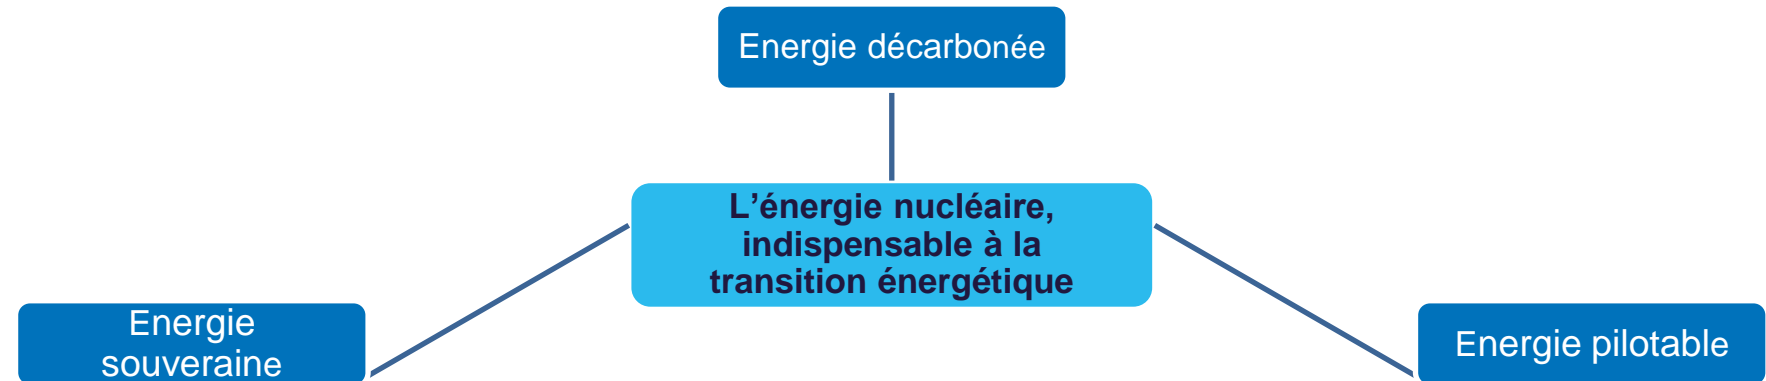 Energie décarbonée
L’énergie nucléaire,
indispensable à la
transition énergétique
Energie
souveraine
Energie pilotable